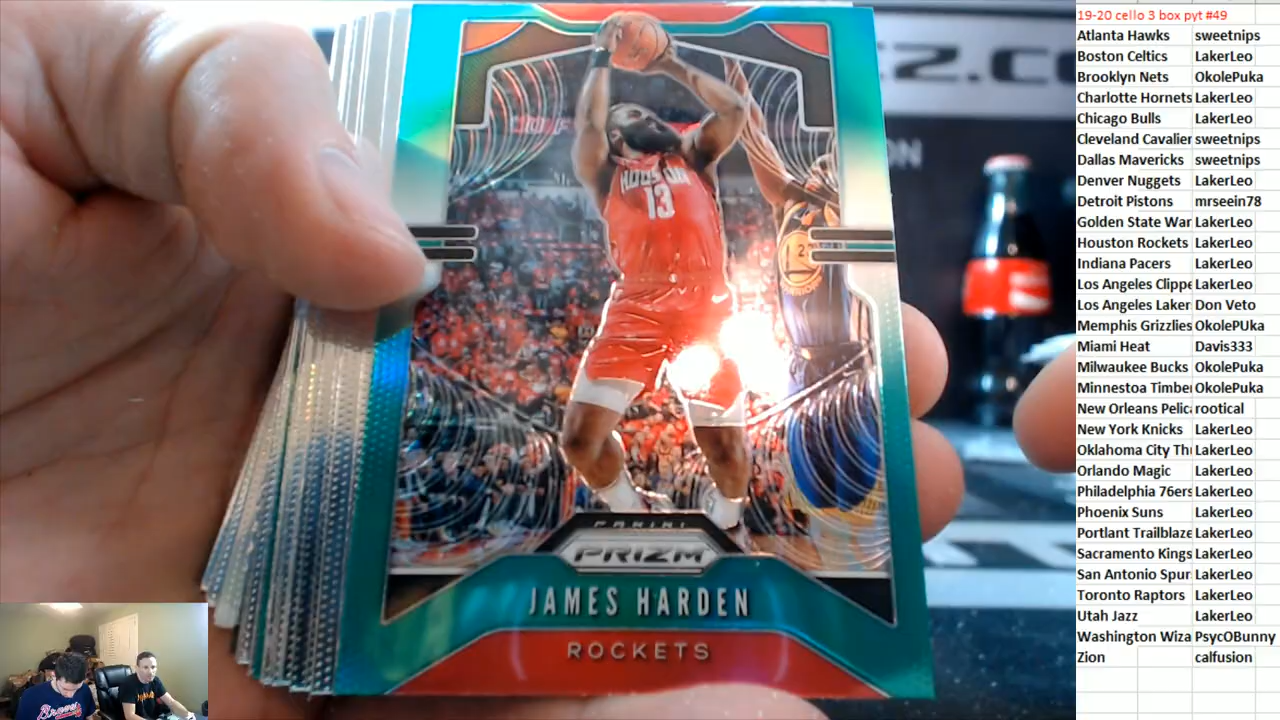 HOUSTON
13
WARRIORS
PANINI
PRIZM
JAMES HARDEN
ROCKETS
Braves
19-20 cello 3 box pyt #49
Atlanta Hawks sweetnips
Boston Celtics LakerLeo
Brooklyn Nets OkolePuka
Charlotte Hornets LakerLeo
Chicago Bulls LakerLeo
Cleveland Cavalier sweetnips
Dallas Mavericks sweetnips
Denver Nuggets LakerLeo
Detroit Pistons mrseein78
Golden State War LakerLeo
Houston Rockets LakerLeo
Indiana Pacers LakerLeo
Los Angeles Clippe LakerLeo
Los Angeles Laker Don Veto
Memphis Grizzlies OkolePUka
Miami Heat Davis333
Milwaukee Bucks OkolePuka
Minnestoa Timber OkolePuka
New Orleans Pelic rootical
New York Knicks LakerLeo
Oklahoma City Thu LakerLeo
Orlando Magic LakerLeo
Philadelphia 76ers LakerLeo
Phoenix Suns LakerLeo
Portlant Trailblaze LakerLeo
Sacramento Kings LakerLeo
San Antonio Spur LakerLeo
Toronto Raptors LakerLeo
Utah Jazz LakerLeo
Washington Wiza PsycOBunny
Zion calfusion